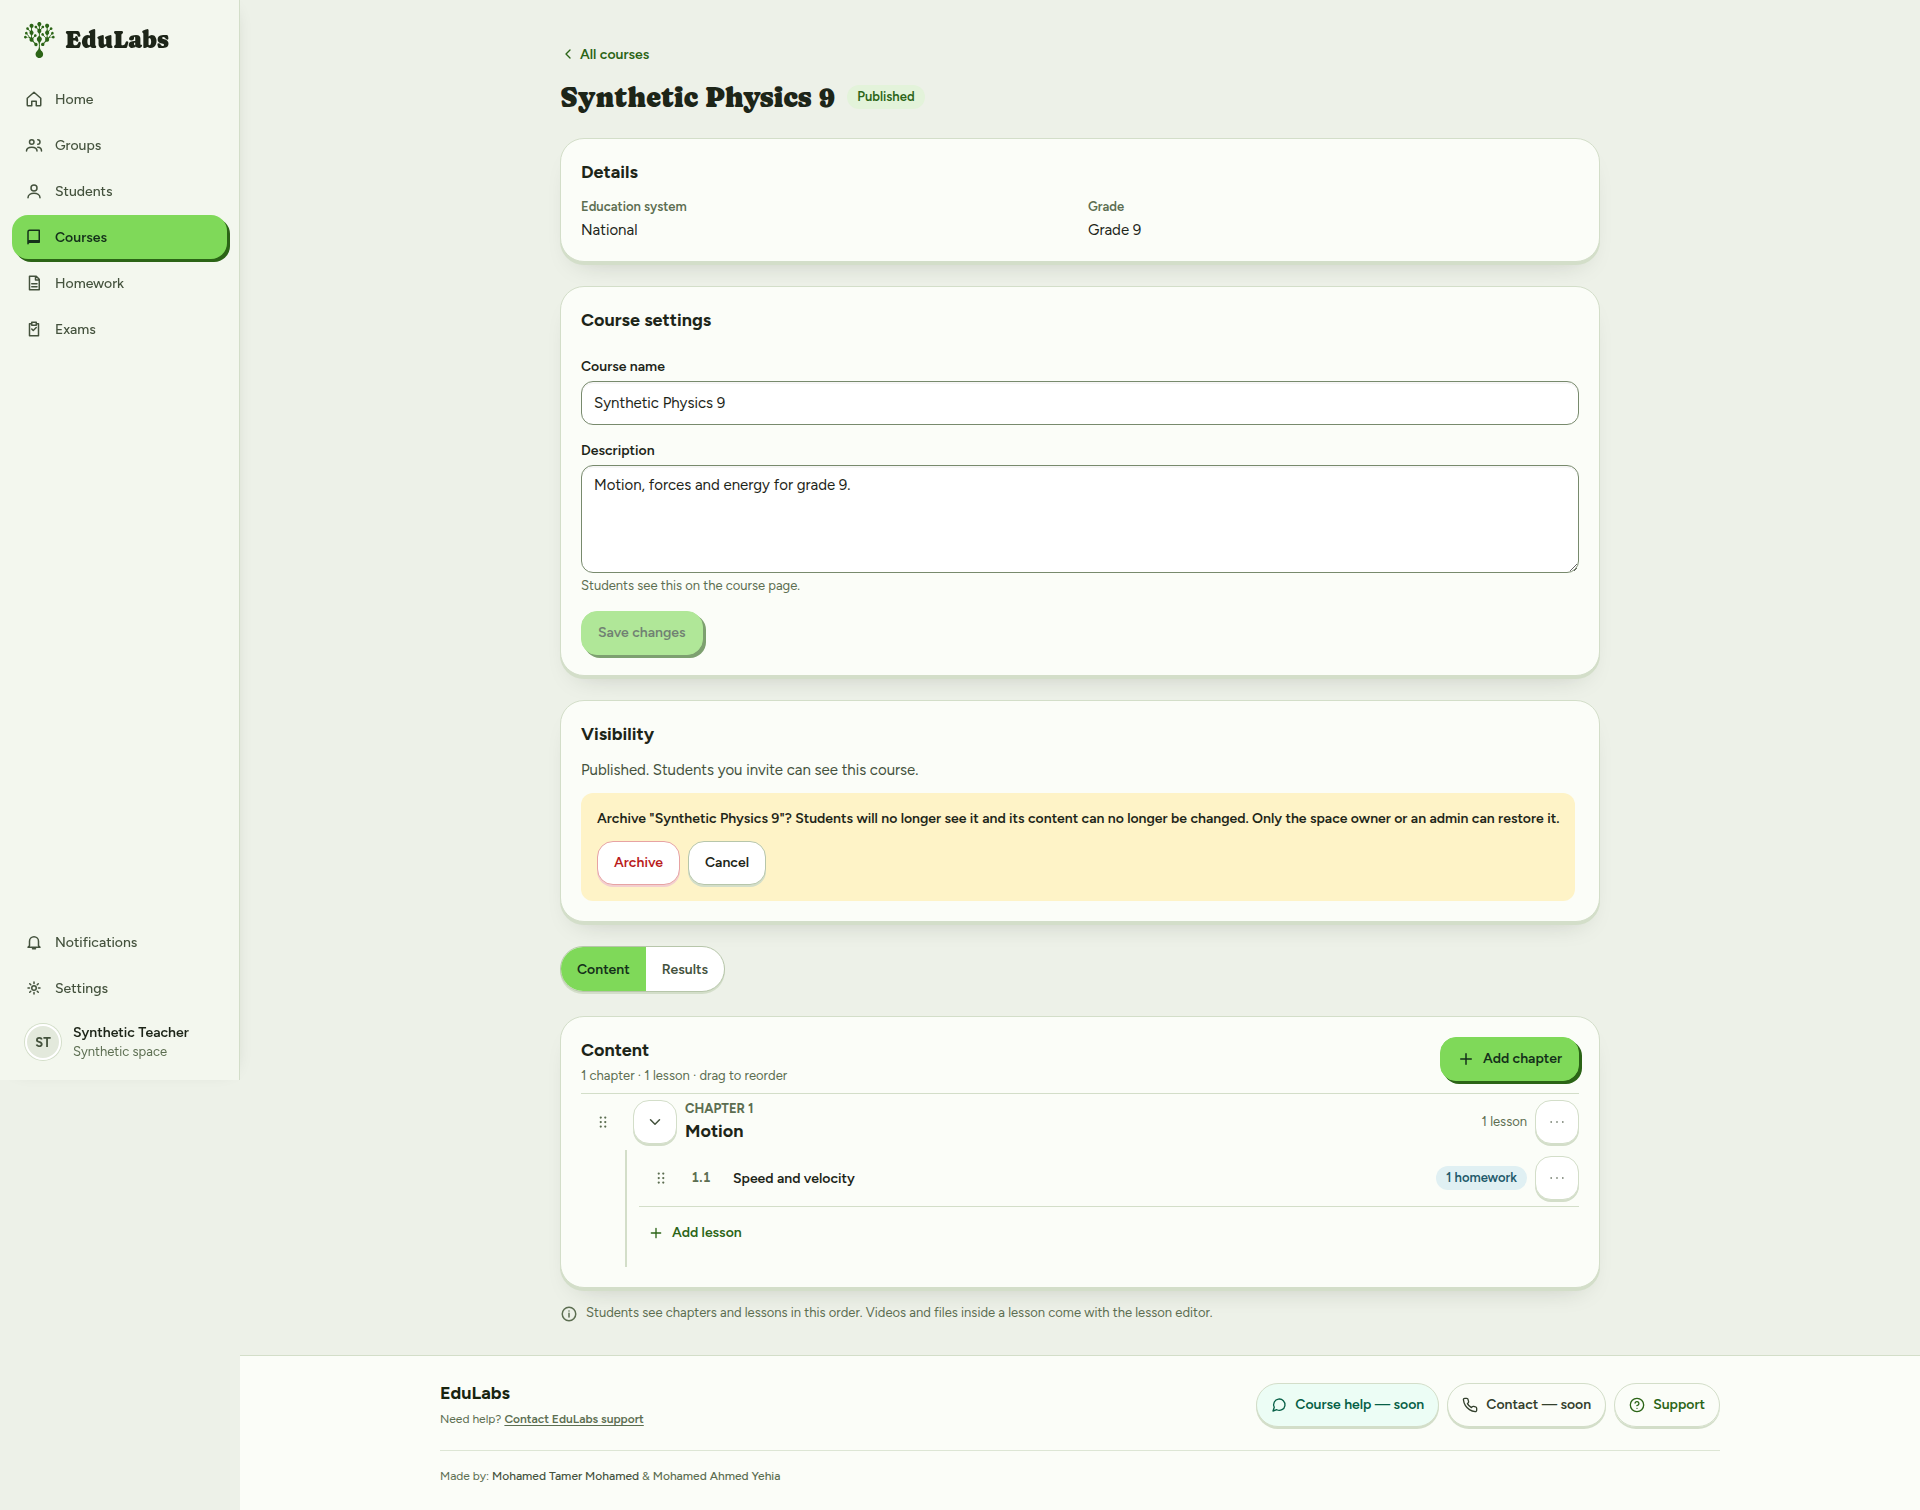 EduLabs
Home
Groups
Students
Courses
Homework
Exams
Notifications
Settings
ST
Synthetic Teacher
Synthetic space
All courses
Synthetic Physics 9 Published
Details
Education system
National
Grade
Grade 9
Course settings
Course name
Synthetic Physics 9
Description
Motion, forces and energy for grade 9.
Students see this on the course page.
Save changes
Visibility
Published. Students you invite can see this course.
Archive "Synthetic Physics 9"? Students will no longer see it and its content can no longer be changed. Only the space owner or an admin can restore it.
Archive Cancel
Content Results
Content
1 chapter · 1 lesson · drag to reorder
Add chapter
CHAPTER 1
Motion
1 lesson
1.1 Speed and velocity 1 homework
Add lesson
Students see chapters and lessons in this order. Videos and files inside a lesson come with the lesson editor.
EduLabs
Need help? Contact EduLabs support
Course help — soon Contact — soon Support
Made by: Mohamed Tamer Mohamed & Mohamed Ahmed Yehia